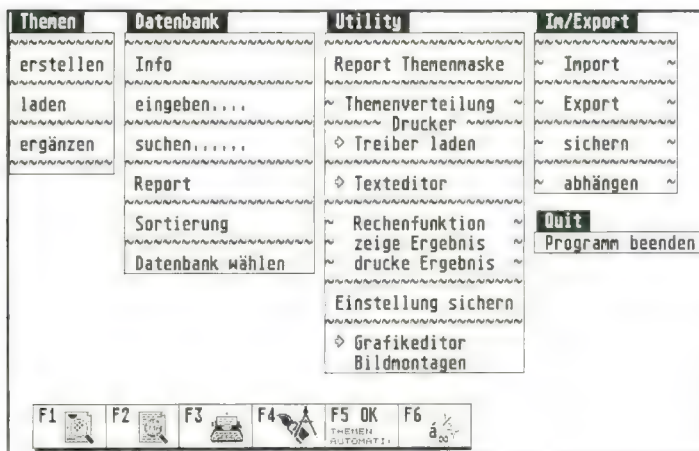 Themen
erstellen
laden
ergänzen
Datenbank
Info
eingeben....
suchen......
Report
Sortierung
Datenbank wählen
Utility
Report Themenmaske
~ Themenverteilung ~
Drucker
Treiber laden
Texteditor
~ Rechenfunktion ~
zeige Ergebnis
~ drucke Ergebnis ~
Einstellung sichern
Grafikeditor
Bildmontagen
Im/Export
~ Import ~
~ Export ~
~ sichern ~
~ abhängen ~
Quit
Programm beenden
F1
F2
F3
F4
F5 OK
THEMEN
AUTOMATI.
F6